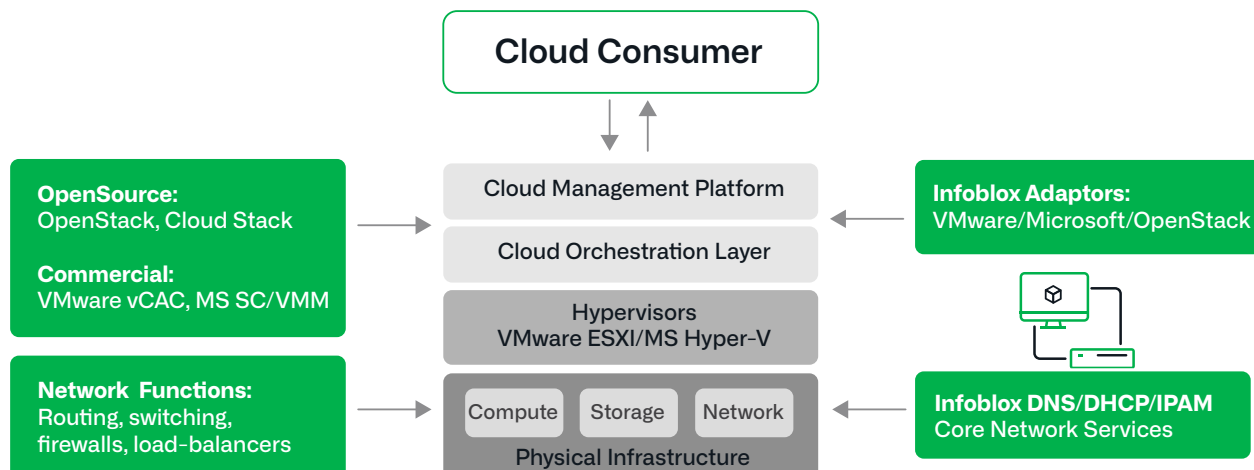 Cloud Consumer
OpenSource:
OpenStack, Cloud Stack
Commercial:
VMware vCAC, MS SC/VMM
Cloud Management Platform
Cloud Orchestration Layer
Infoblox Adaptors:
VMware/Microsoft/OpenStack
Hypervisors
VMware ESXI/MS Hyper-V
Network Functions:
Routing, switching,
firewalls, load-balancers
Compute
Storage
Network
Physical Infrastructure
Infoblox DNS/DHCP/IPAM
Core Network Services